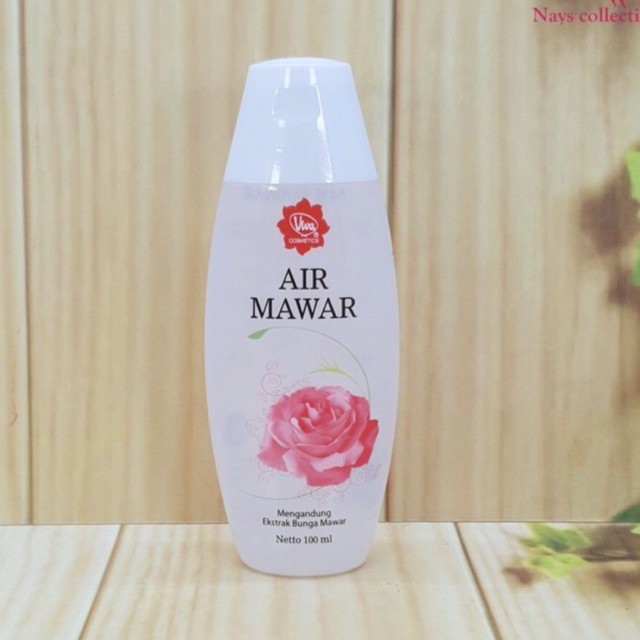 Nays collecti
Viva
COSMETICS
AIR
MAWAR
Mengandung
Ekstrak Bunga Mawar
Netto 100 ml